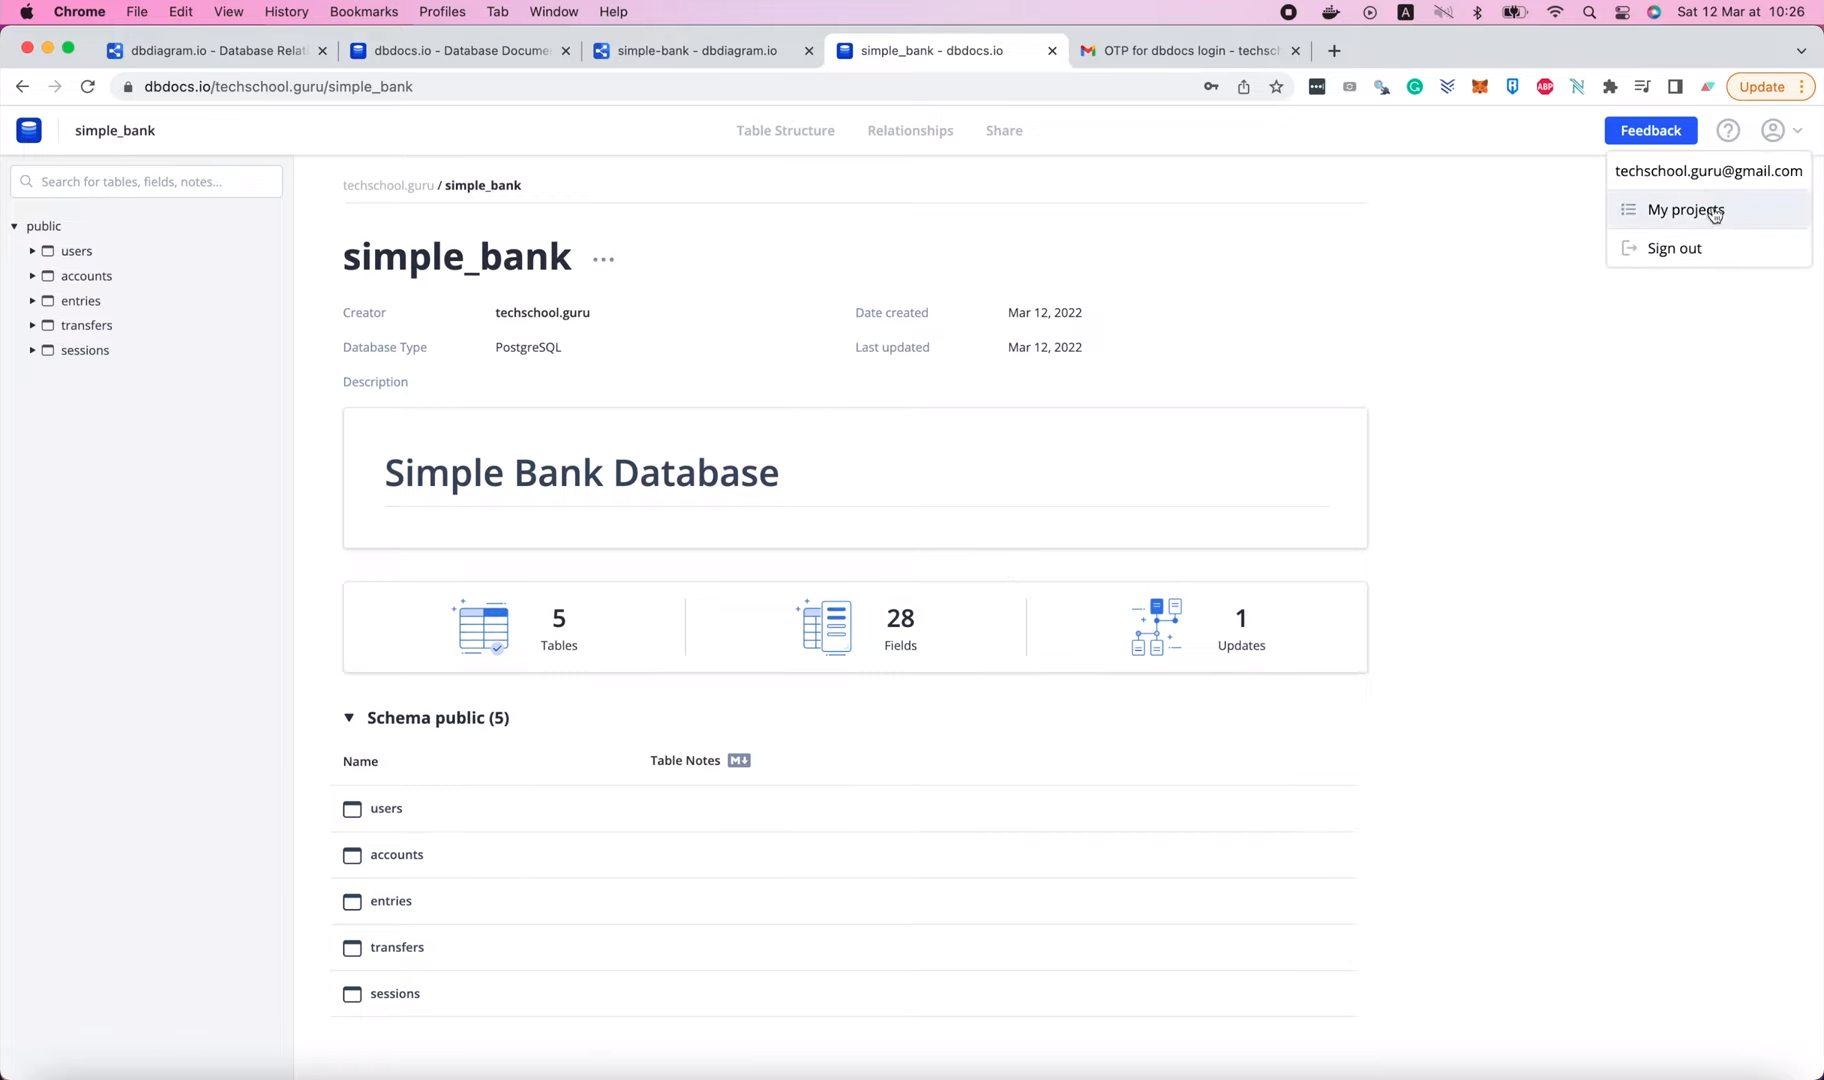 Chrome File Edit View History Bookmarks Profiles Tab Window Help A Sat 12 Mar at 10:26
dbdiagram.io - Database Relat dbdocs.io - Database Docume simple-bank - dbdiagram.io simple_bank - dbdocs.io OTP for dbdocs login - techsch
dbdocs.io/techschool.guru/simple_bank ABP Update
simple_bank Table Structure Relationships Share Feedback
Search for tables, fields, notes...
techschool.guru / simple_bank
techschool.guru@gmail.com
My projects
Sign out
public
users
accounts
entries
transfers
sessions
simple_bank
Creator techschool.guru Date created Mar 12, 2022
Database Type PostgreSQL Last updated Mar 12, 2022
Description
Simple Bank Database
5 28 1
Tables Fields Updates
Schema public (5)
Name Table Notes M
users
accounts
entries
transfers
sessions